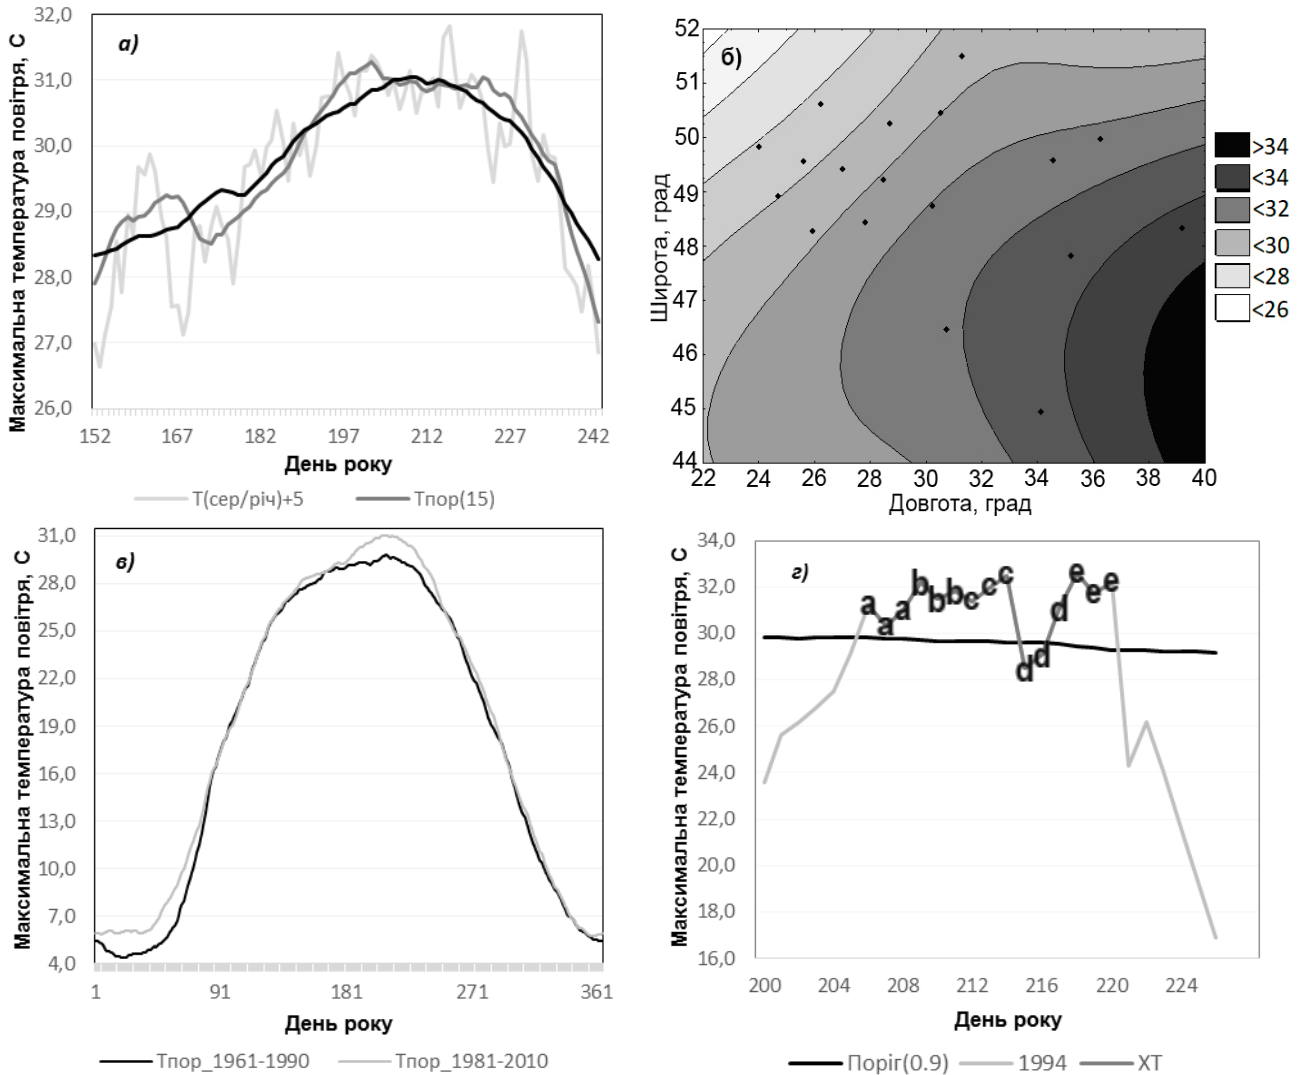 а)
Максимальна температура повітря, С
32,0
31,0
30,0
29,0
28,0
27,0
26,0
152 167 182 197 212 227 242
День року
Т(сер/річ)+5 Тпор(15)
б)
Широта, град
52
51
50
49
48
47
46
45
44
22 24 26 28 30 32 34 36 38 40
Довгота, град
>34
<34
<32
<30
<28
<26
в)
Максимальна температура повітря, С
31,0
28,0
25,0
22,0
19,0
16,0
13,0
10,0
7,0
4,0
1 91 181 271 361
День року
Тпор_1961-1990 Тпор_1981-2010
г)
Максимальна температура повітря, С
34,0
32,0
30,0
28,0
26,0
24,0
22,0
20,0
18,0
16,0
a a a b b b c c c d d d d e e
200 204 208 212 216 220 224
День року
Поріг(0.9) 1994 ХТ